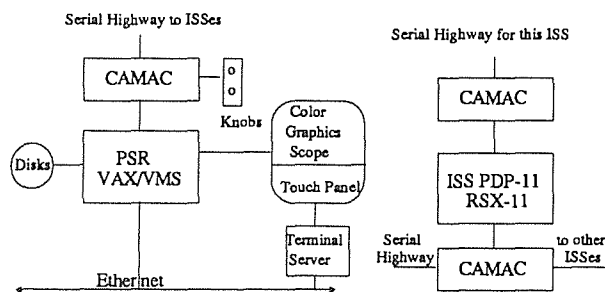 Serial Highway to ISSes
CAMAC
o
o
Knobs
Disks
PSR
VAX/VMS
Color
Graphics
Scope
Touch Panel
Terminal
Server
Ethernet
Serial Highway for this ISS
CAMAC
ISS PDP-11
RSX-11
Serial
Highway
CAMAC
to other
ISSes